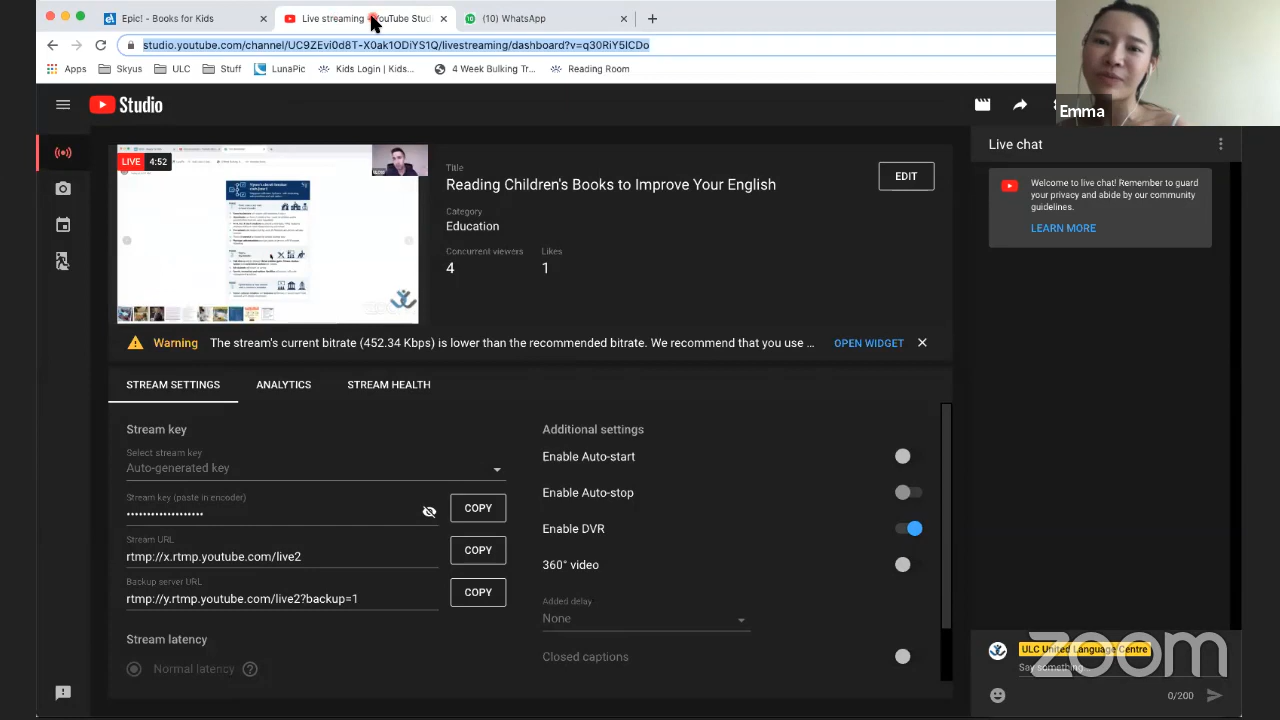 Epic! - Books for Kids
Live streaming - YouTube Stud
(10) WhatsApp
studio.youtube.com/channel/UC9ZEvi0d8T-X0ak1ODiYS1Q/livestreaming/dashboard?v=q30RiY5ICDo
Apps
Skyus
ULC
Stuff
LunaPic
Kids Login | Kids...
4 Week Bulking Tr...
Reading Room
Emma
Studio
Live chat
LIVE 4:52
Title
Reading Children's Books to Improve Your English
EDIT
Category
Education
Concurrent viewers
Likes
4
1
Welcome to live chat! Remember to guard
your privacy and abide by our community
guidelines.
LEARN MORE
Warning
The stream's current bitrate (452.34 Kbps) is lower than the recommended bitrate. We recommend that you use ...
OPEN WIDGET
STREAM SETTINGS
ANALYTICS
STREAM HEALTH
Stream key
Select stream key
Auto-generated key
Stream key (paste in encoder)
•••••••••••••••••••
COPY
Stream URL
rtmp://x.rtmp.youtube.com/live2
COPY
Backup server URL
rtmp://y.rtmp.youtube.com/live2?backup=1
COPY
Stream latency
Normal latency
Additional settings
Enable Auto-start
Enable Auto-stop
Enable DVR
360° video
Added delay
None
Closed captions
ULC United Language Centre
Say something...
0/200
zoom